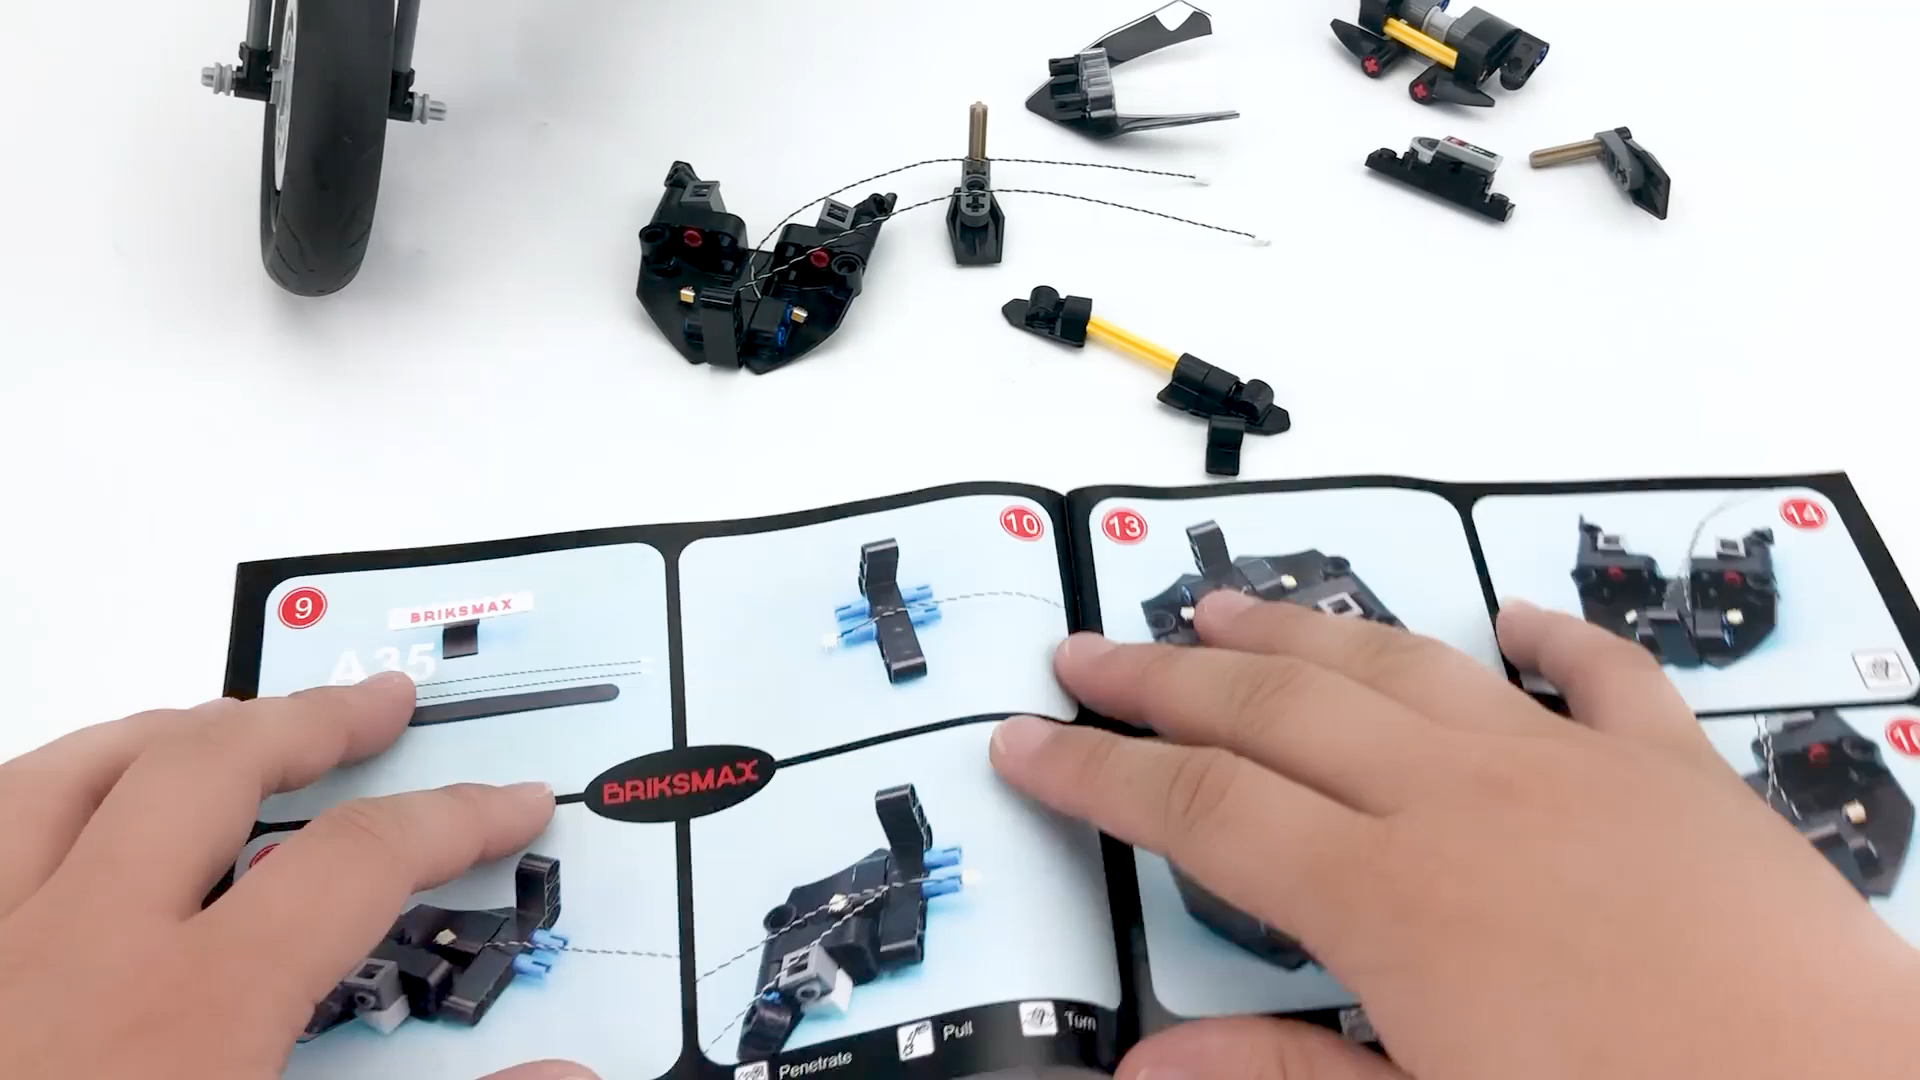 9
BRIKSMAX
A35
10
13
14
BRIKSMAX
Penetrate
Pull
Turn